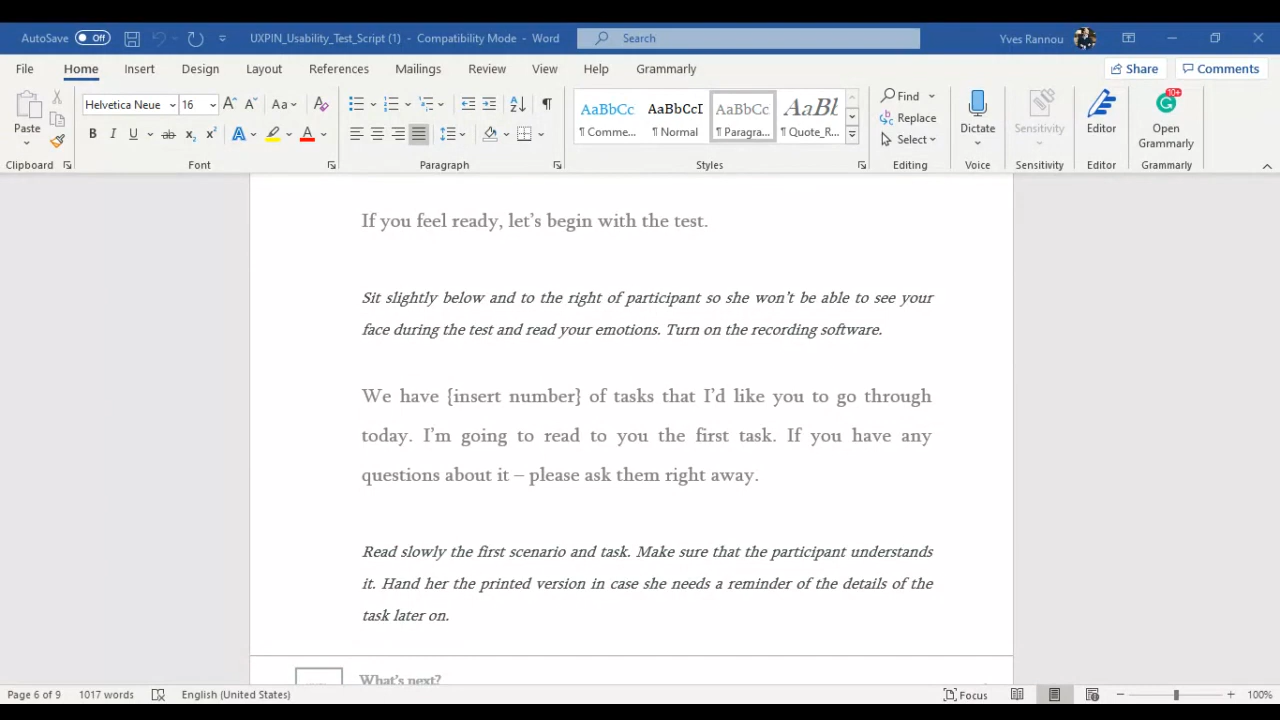 AutoSave Off UXPIN_Usability_Test_Script (1) - Compatibility Mode - Word Search Yves Rannou
File Home Insert Design Layout References Mailings Review View Help Grammarly Share Comments
Helvetica Neue 16 Aa AaBbCc AaBbCcI AaBbCc AaBl Find 10+
Paste Replace Dictate Sensitivity Editor Open Grammarly
B I U ab x₂ x² A A ¶ Comme... ¶ Normal ¶ Paragra... ¶ Quote_R... Select
Clipboard Font Paragraph Styles Editing Voice Sensitivity Editor Grammarly
If you feel ready, let’s begin with the test.
Sit slightly below and to the right of participant so she won’t be able to see your
face during the test and read your emotions. Turn on the recording software.
We have {insert number} of tasks that I’d like you to go through
today. I’m going to read to you the first task. If you have any
questions about it – please ask them right away.
Read slowly the first scenario and task. Make sure that the participant understands
it. Hand her the printed version in case she needs a reminder of the details of the
task later on.
What’s next?
Page 6 of 9 1017 words English (United States) Focus 100%